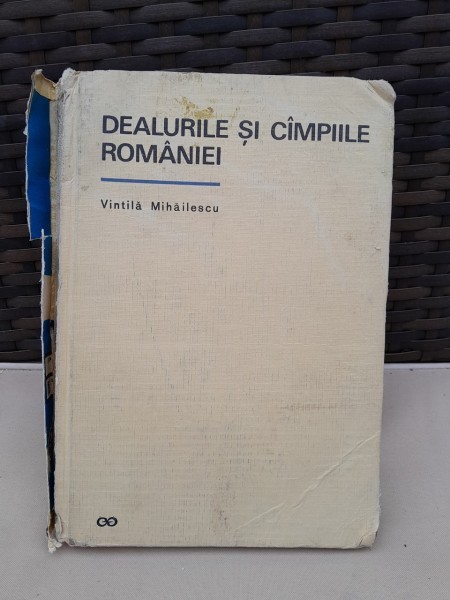 DEALURILE ȘI CÎMPIILE
ROMÂNIEI
Vintilă Mihăilescu